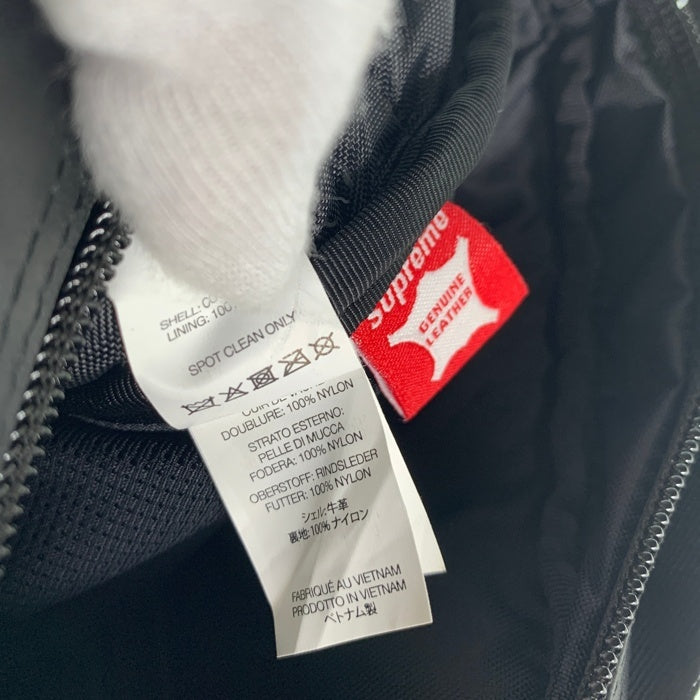 Supreme
GENUINE
LEATHER
SHELL:
LINING: 100
SPOT CLEAN ONLY
DOUBLURE: 100% NYLON
STRATO ESTERNO:
PELLE DI MUCCA
FODERA: 100% NYLON
OBERSTOFF: RINDSLEDER
FUTTER: 100% NYLON
シェル:牛革
裏地:100% ナイロン
FABRIQUÉ AU VIETNAM
PRODOTTO IN VIETNAM
ベトナム製